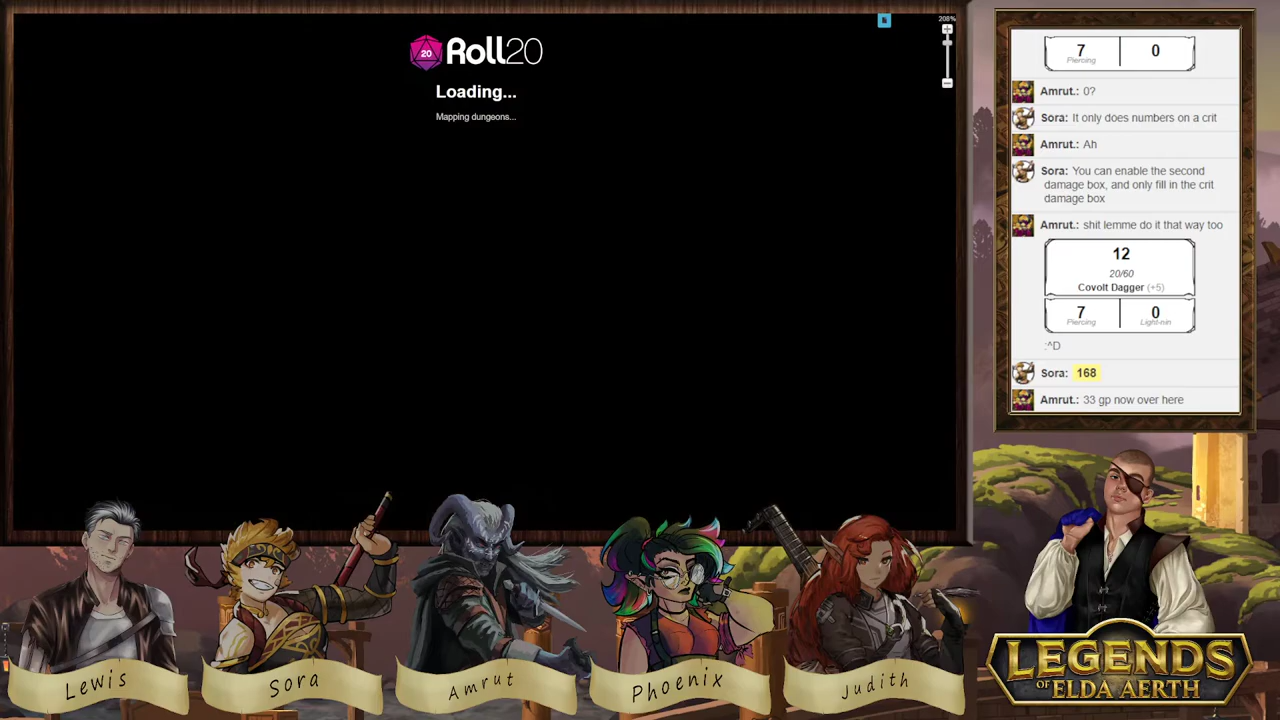 20
Roll20
Loading...
Mapping dungeons...
208%
7
0
Piercing
Amrut.: 0?
Sora: It only does numbers on a crit
Amrut.: Ah
Sora: You can enable the second
damage box, and only fill in the crit
damage box
Amrut.: shit lemme do it that way too
12
20/60
Covolt Dagger (+5)
7
0
Piercing
Light-nin
:^D
Sora: 168
Amrut.: 33 gp now over here
Lewis
Sora
Amrut
Phoenix
Judith
LEGENDS
OF ELDA AERTH